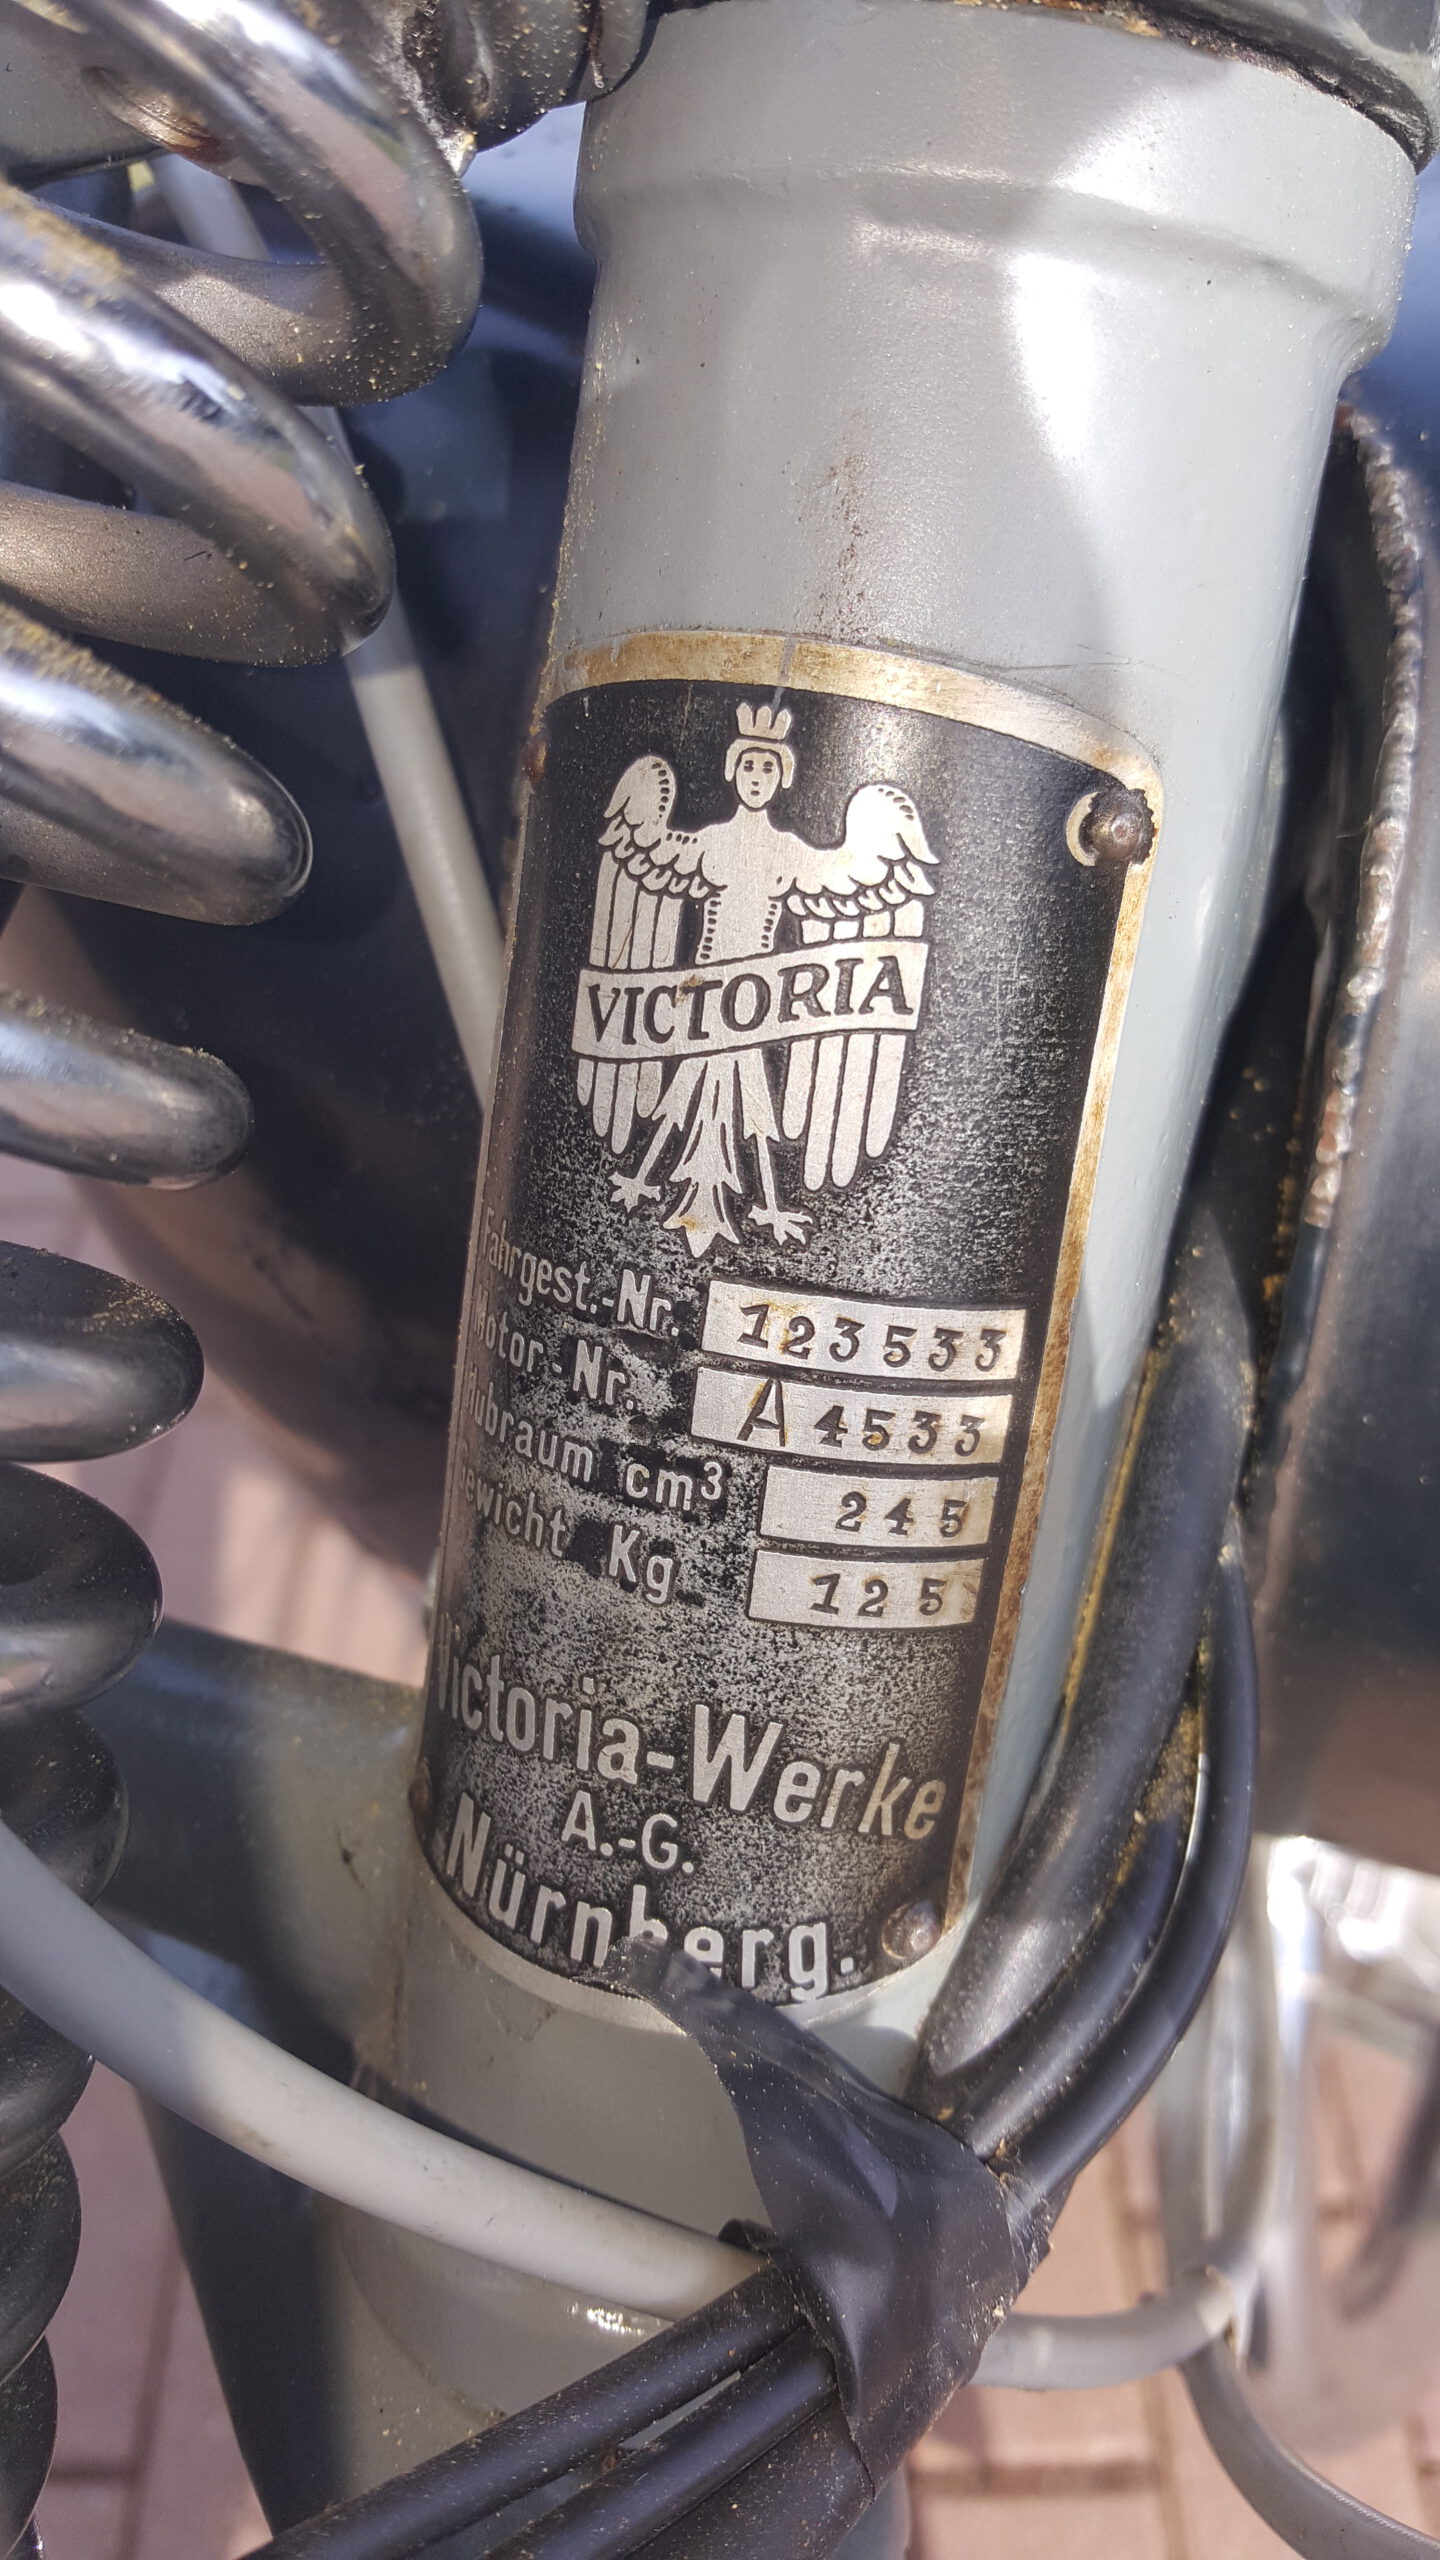 VICTORIA
Fahrgest.-Nr. 123533
Motor-Nr. A 4533
Hubraum cm³ 245
Gewicht Kg 125
Victoria-Werke
A.-G.
Nürnberg.